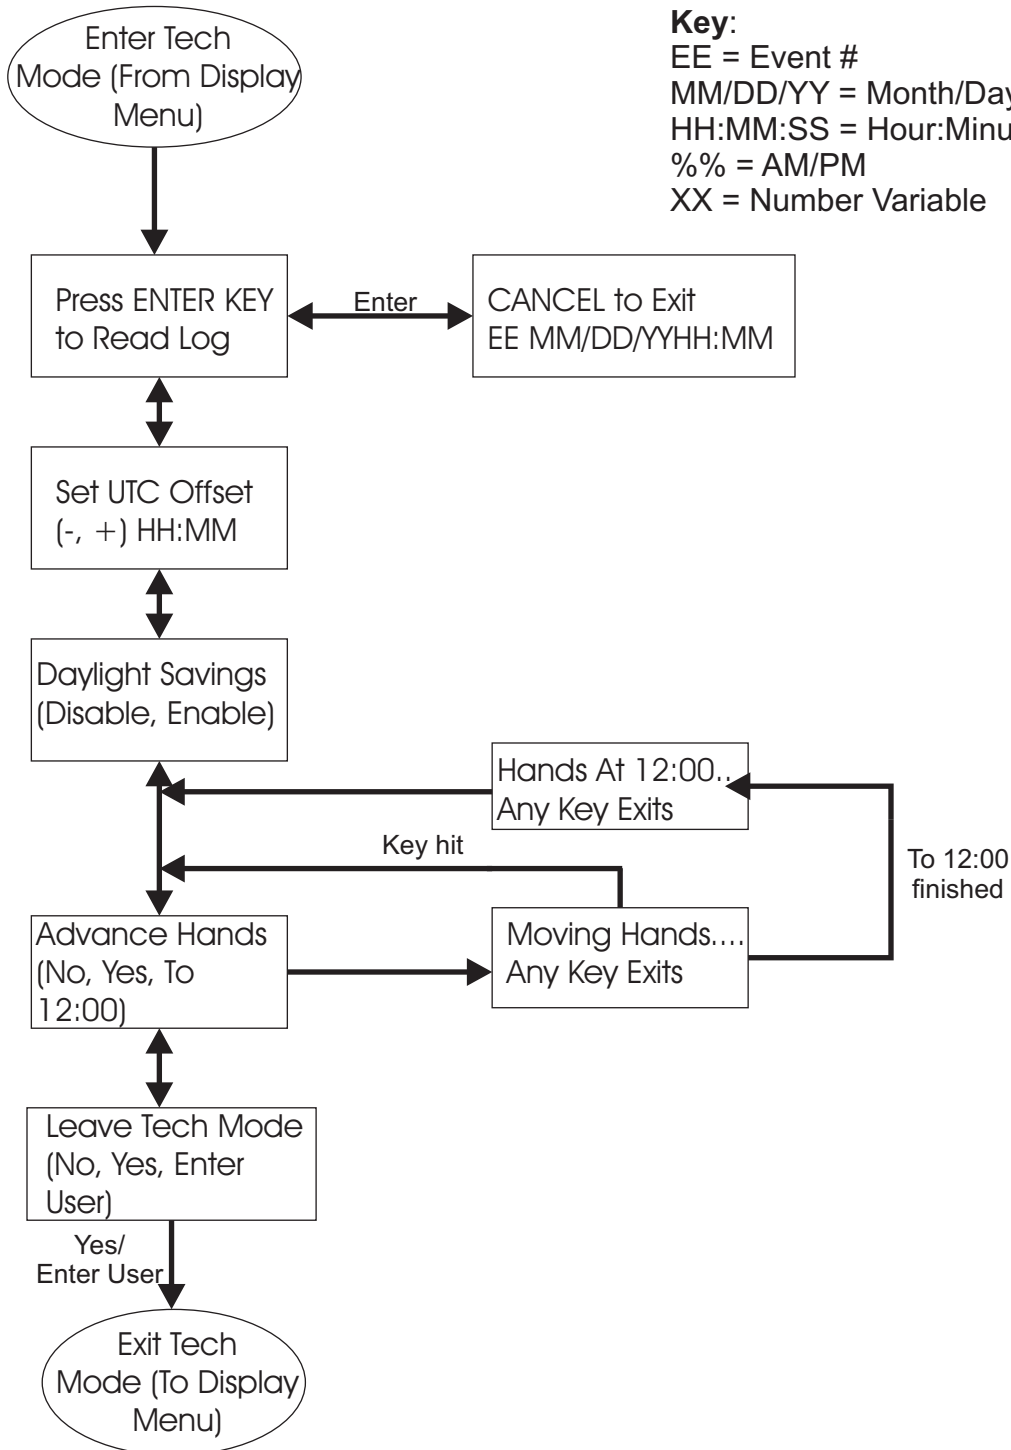 Enter Tech
Mode (From Display
Menu)
Key:
EE = Event #
MM/DD/YY = Month/Day
HH:MM:SS = Hour:Minu
%% = AM/PM
XX = Number Variable
Press ENTER KEY
to Read Log
Enter
CANCEL to Exit
EE MM/DD/YYHH:MM
Set UTC Offset
(-, +) HH:MM
Daylight Savings
(Disable, Enable)
Hands At 12:00..
Any Key Exits
Key hit
To 12:00
finished
Advance Hands
(No, Yes, To
12:00)
Moving Hands....
Any Key Exits
Leave Tech Mode
(No, Yes, Enter
User)
Yes/
Enter User
Exit Tech
Mode (To Display
Menu)